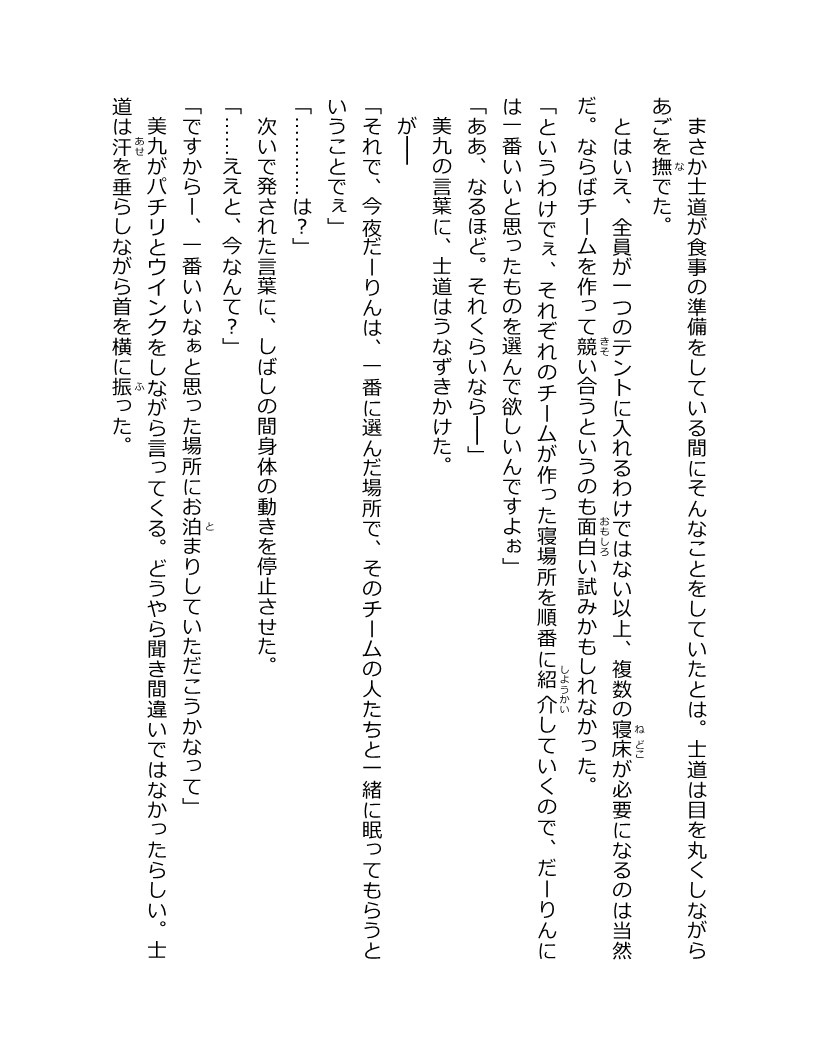 まさか士道が食事の準備をしている間にそんなことをしていたとは。士道は目を丸くしながら
あごを撫でた。
　とはいえ、全員が一つのテントに入れるわけではない以上、複数の寝床が必要になるのは当然
だ。ならばチームを作って競い合うというのも面白い試みかもしれなかった。
「というわけでぇ、それぞれのチームが作った寝場所を順番に紹介していくので、だーりんに
は一番いいと思ったものを選んで欲しいんですよぉ」
「ああ、なるほど。それくらいなら――」
　美九の言葉に、士道はうなずきかけた。
　が――
「それで、今夜だーりんは、一番に選んだ場所で、そのチームの人たちと一緒に眠ってもらうと
いうことでぇ」
「…………は？」
　次いで発された言葉に、しばしの間身体の動きを停止させた。
「……ええと、今なんて？」
「ですからー、一番いいなぁと思った場所にお泊まりしていただこうかなって」
　美九がパチリとウインクをしながら言ってくる。どうやら聞き間違いではなかったらしい。士
道は汗を垂らしながら首を横に振った。